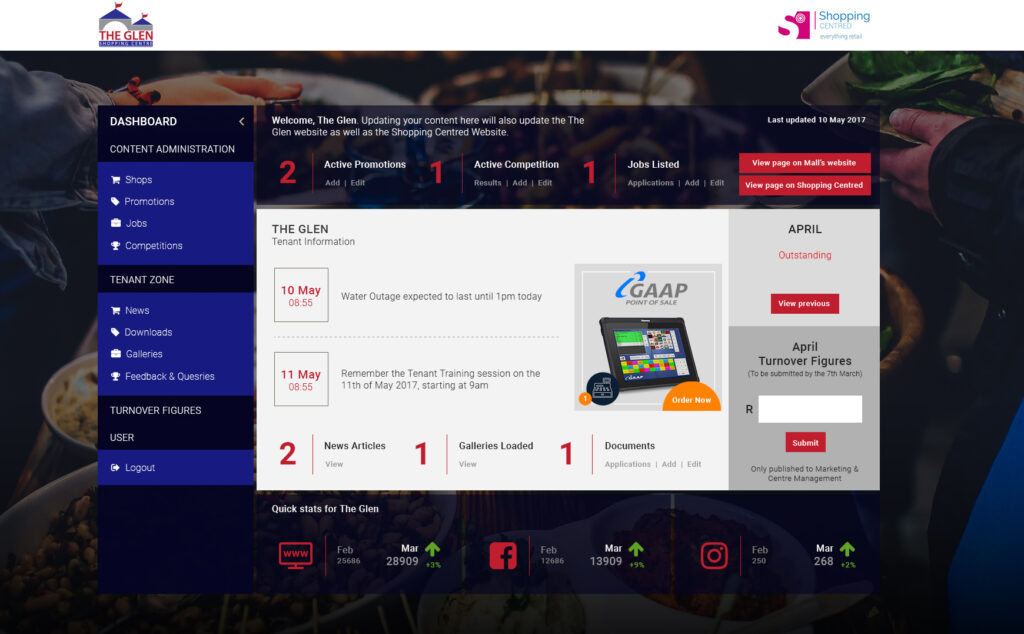 THE GLEN
SHOPPING CENTRE
Shopping
CENTRED
everything retail
DASHBOARD
CONTENT ADMINISTRATION
Shops
Promotions
Jobs
Competitions
TENANT ZONE
News
Downloads
Galleries
Feedback & Quesries
TURNOVER FIGURES
USER
Logout
Welcome, The Glen. Updating your content here will also update the The
Glen website as well as the Shopping Centred Website.
Last updated 10 May 2017
2
Active Promotions
Add | Edit
1
Active Competition
Results | Add | Edit
1
Jobs Listed
Applications | Add | Edit
View page on Mall's website
View page on Shopping Centred
THE GLEN
Tenant Information
10 May
08:55
Water Outage expected to last until 1pm today
11 May
08:55
Remember the Tenant Training session on the
11th of May 2017, starting at 9am
GAAP
POINT OF SALE
GAAP
1
Order Now
2
News Articles
View
1
Galleries Loaded
View
1
Documents
Applications | Add | Edit
APRIL
Outstanding
View previous
April
Turnover Figures
(To be submitted by the 7th March)
R
Submit
Only published to Marketing &
Centre Management
Quick stats for The Glen
www
Feb
25686
Mar
28909
+3%
Feb
12686
Mar
13909
+9%
Feb
250
Mar
268
+2%